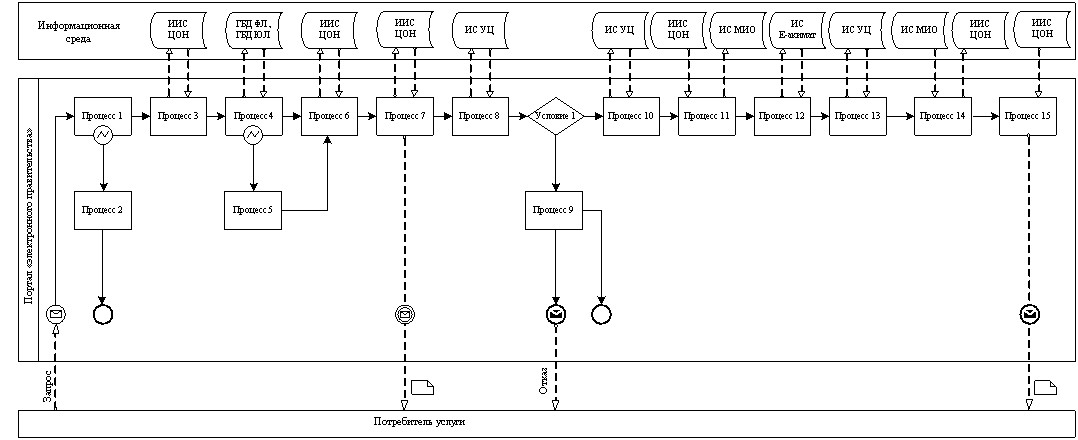 Информационная
среда
ИИС
ЦОН
ГБД ФЛ,
ГБД ЮЛ
ИИС
ЦОН
ИИС
ЦОН
ИС УЦ
ИС УЦ
ИИС
ЦОН
ИС МИО
ИС
Е-акимат
ИС УЦ
ИС МИО
ИИС
ЦОН
ИИС
ЦОН
Портал «электронного правительства»
Процесс 1
Процесс 3
Процесс 4
Процесс 6
Процесс 7
Процесс 8
Условие 1
Процесс 10
Процесс 11
Процесс 12
Процесс 13
Процесс 14
Процесс 15
Процесс 2
Процесс 5
Процесс 9
Запрос
Отказ
Потребитель услуги